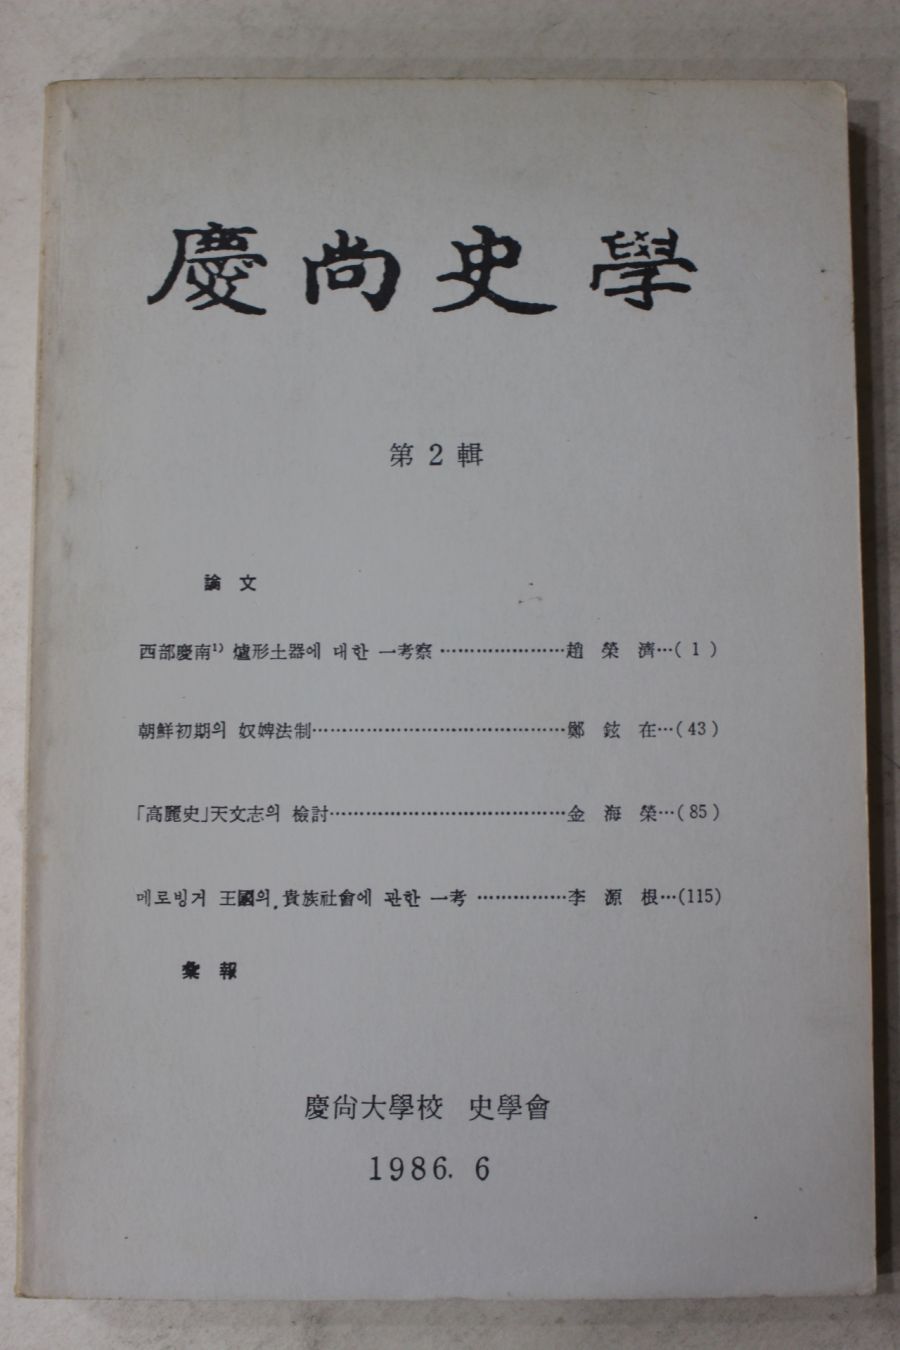 慶尚史學
第 2 輯
論 文
西部慶南¹⁾ 爐形土器에 대한 一考察 ····················· 趙 榮 濟···( 1 )
朝鮮初期의 奴婢法制·········································· 鄭 鉉 在···( 43 )
「高麗史」天文志의 檢討······································· 金 海 榮···( 85 )
메로빙거 王國의, 貴族社會에 관한 一考 ··············· 李 源 根···(115)
彙 報
慶尙大學校 史學會
1986. 6